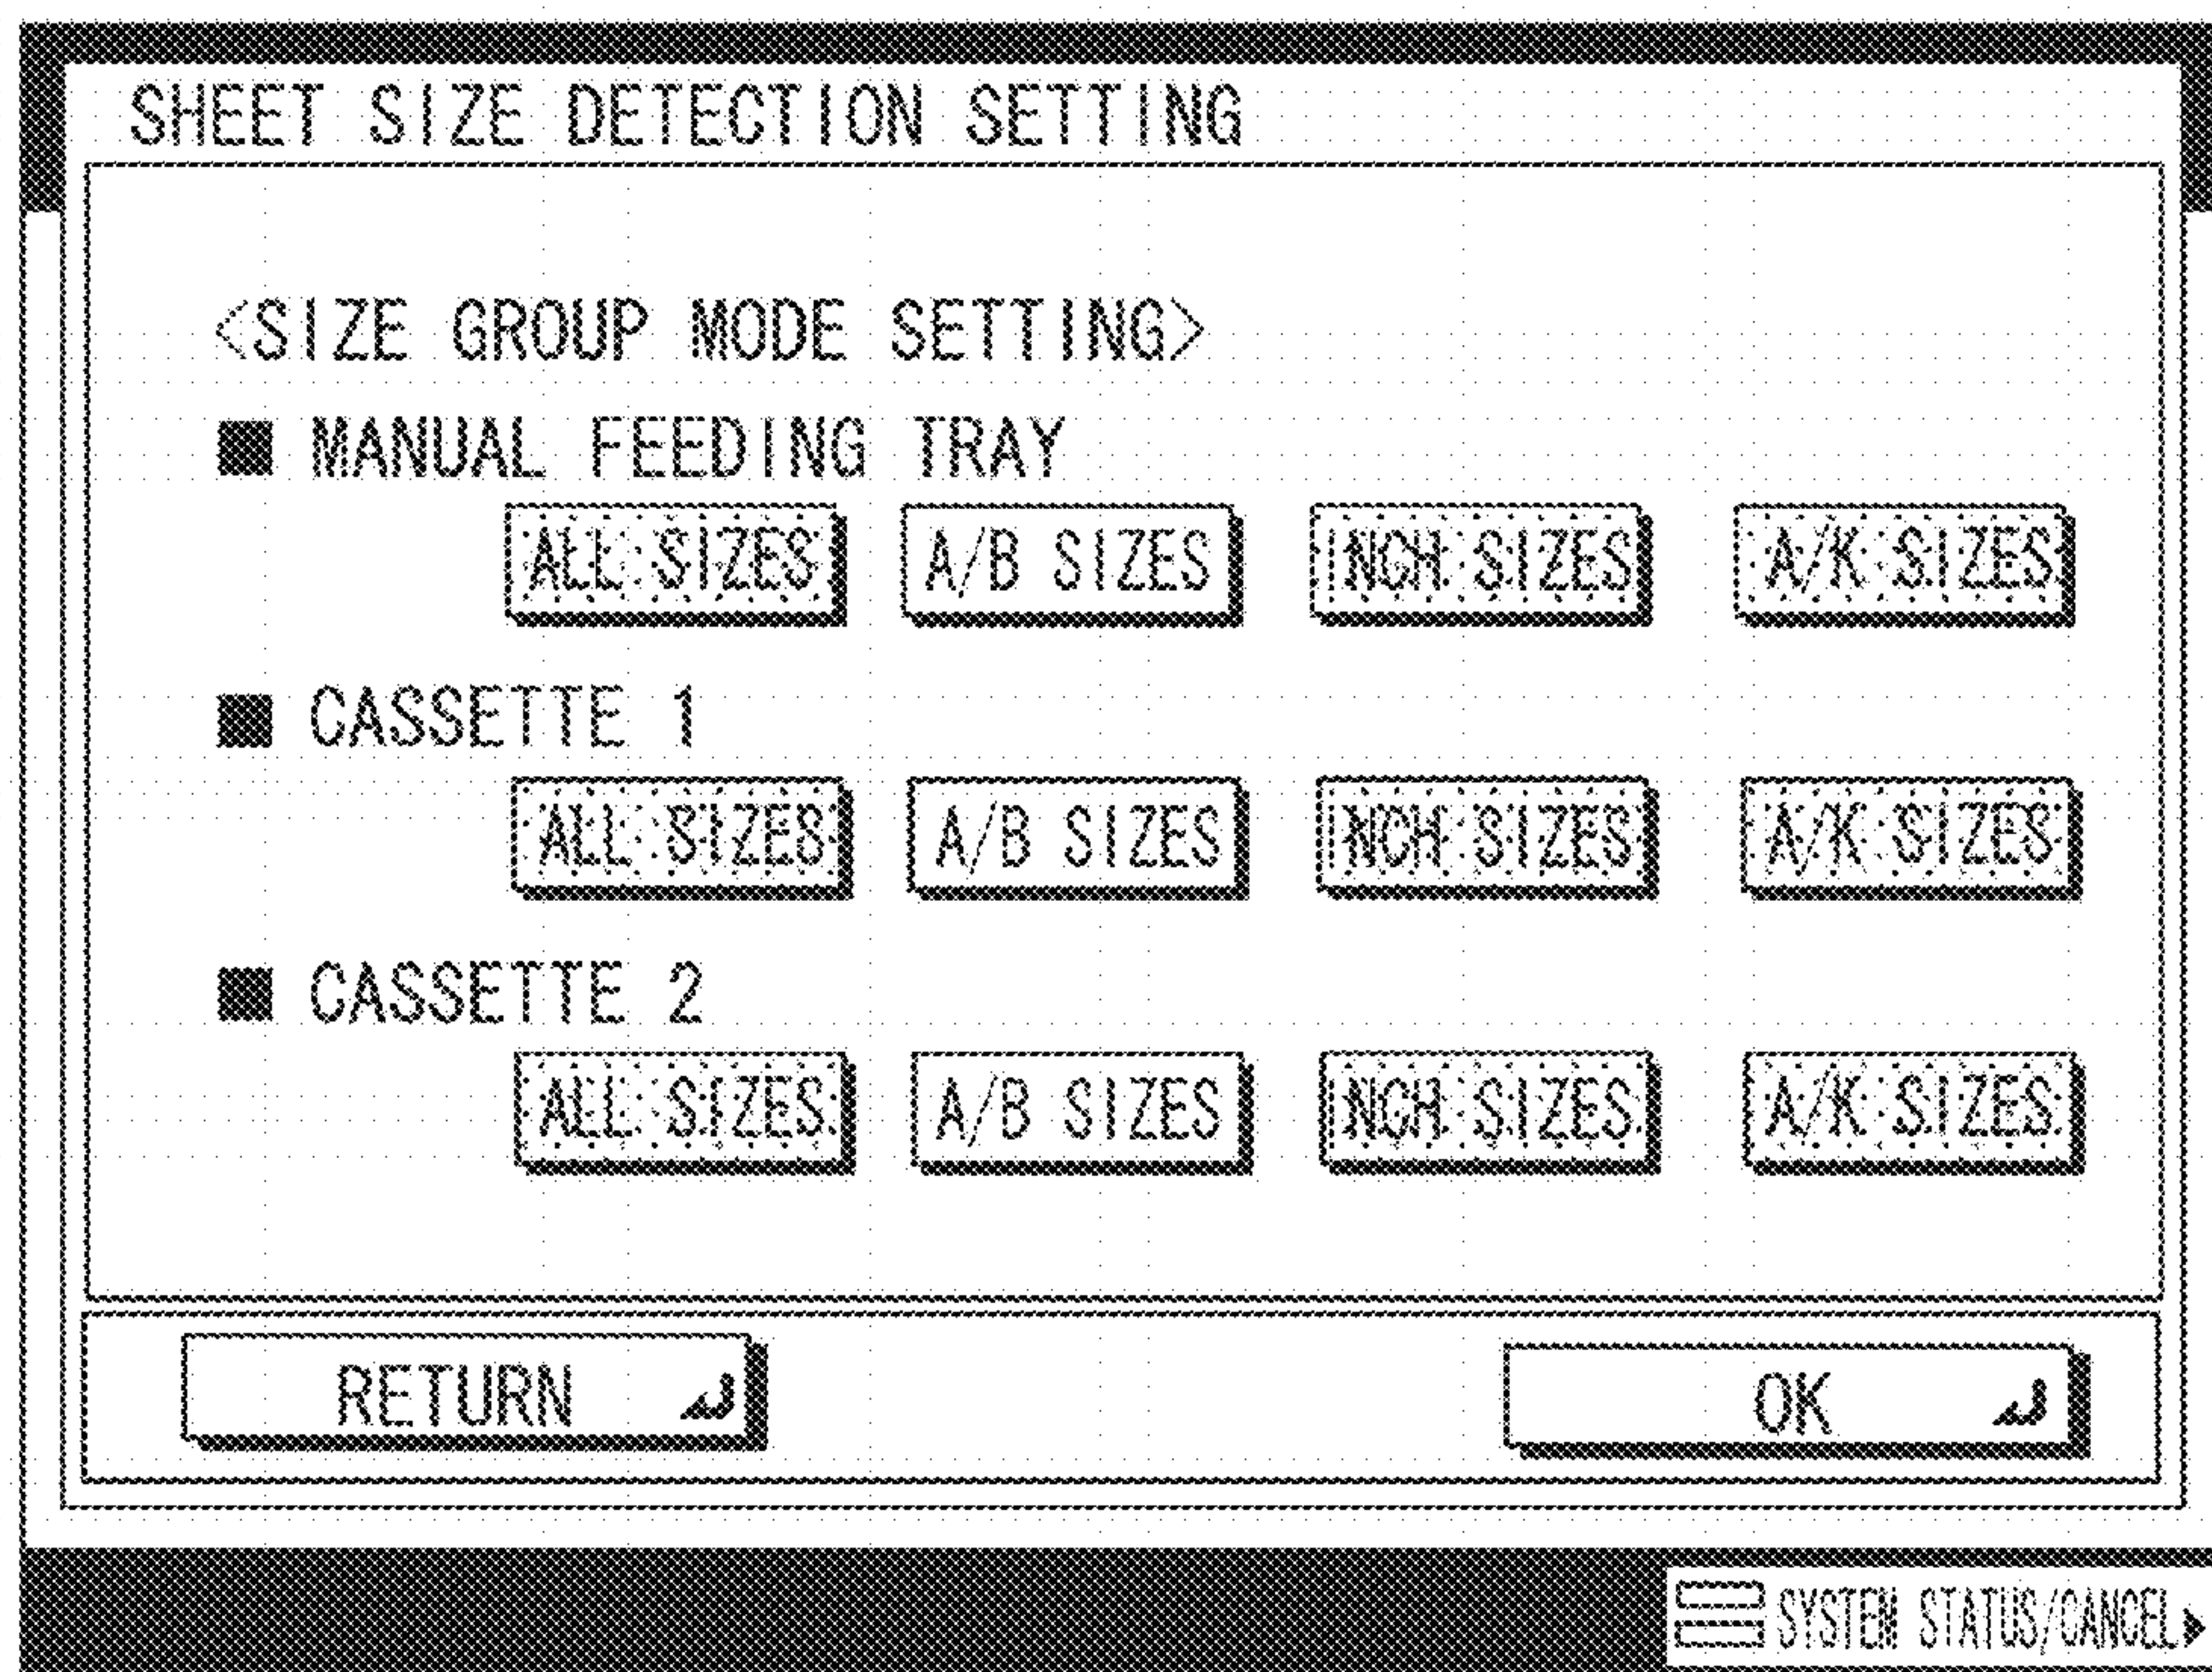 SHEET SIZE DETECTION SETTING
<SIZE GROUP MODE SETTING>
■ MANUAL FEEDING TRAY
ALL SIZES A/B SIZES INCH SIZES A/K SIZES
■ CASSETTE 1
ALL SIZES A/B SIZES INCH SIZES A/K SIZES
■ CASSETTE 2
ALL SIZES A/B SIZES INCH SIZES A/K SIZES
RETURN OK
SYSTEM STATUS/CANCEL